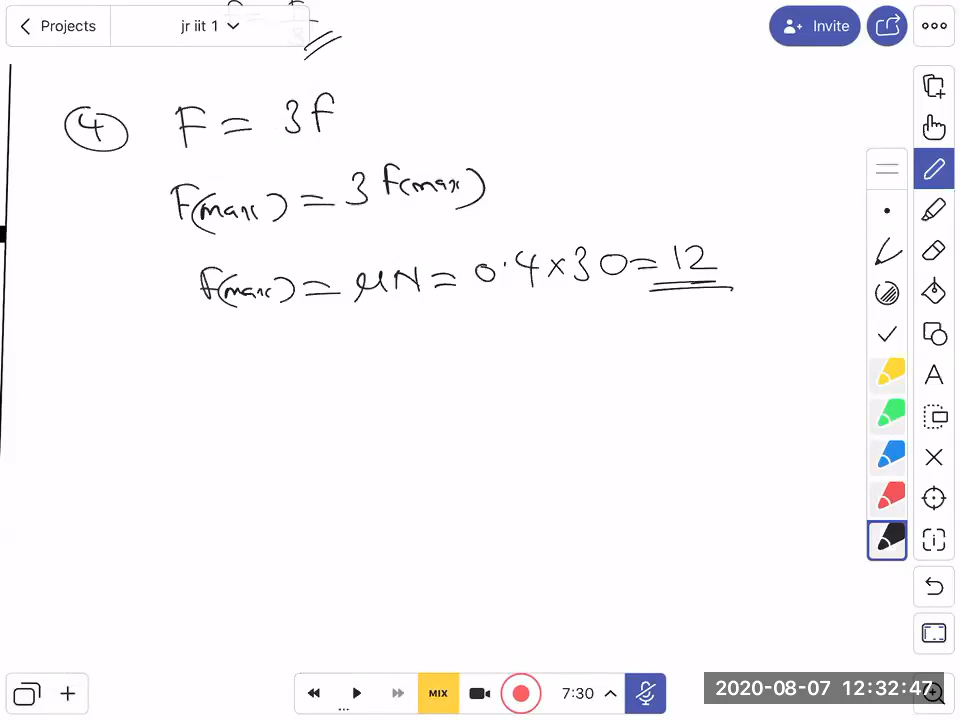 Projects
jr iit 1
Invite
④ F = 3f
F(max) = 3 f(max)
f(max) = μN = 0.4×30 = 12
A
MIX
7:30
2020-08-07 12:32:47